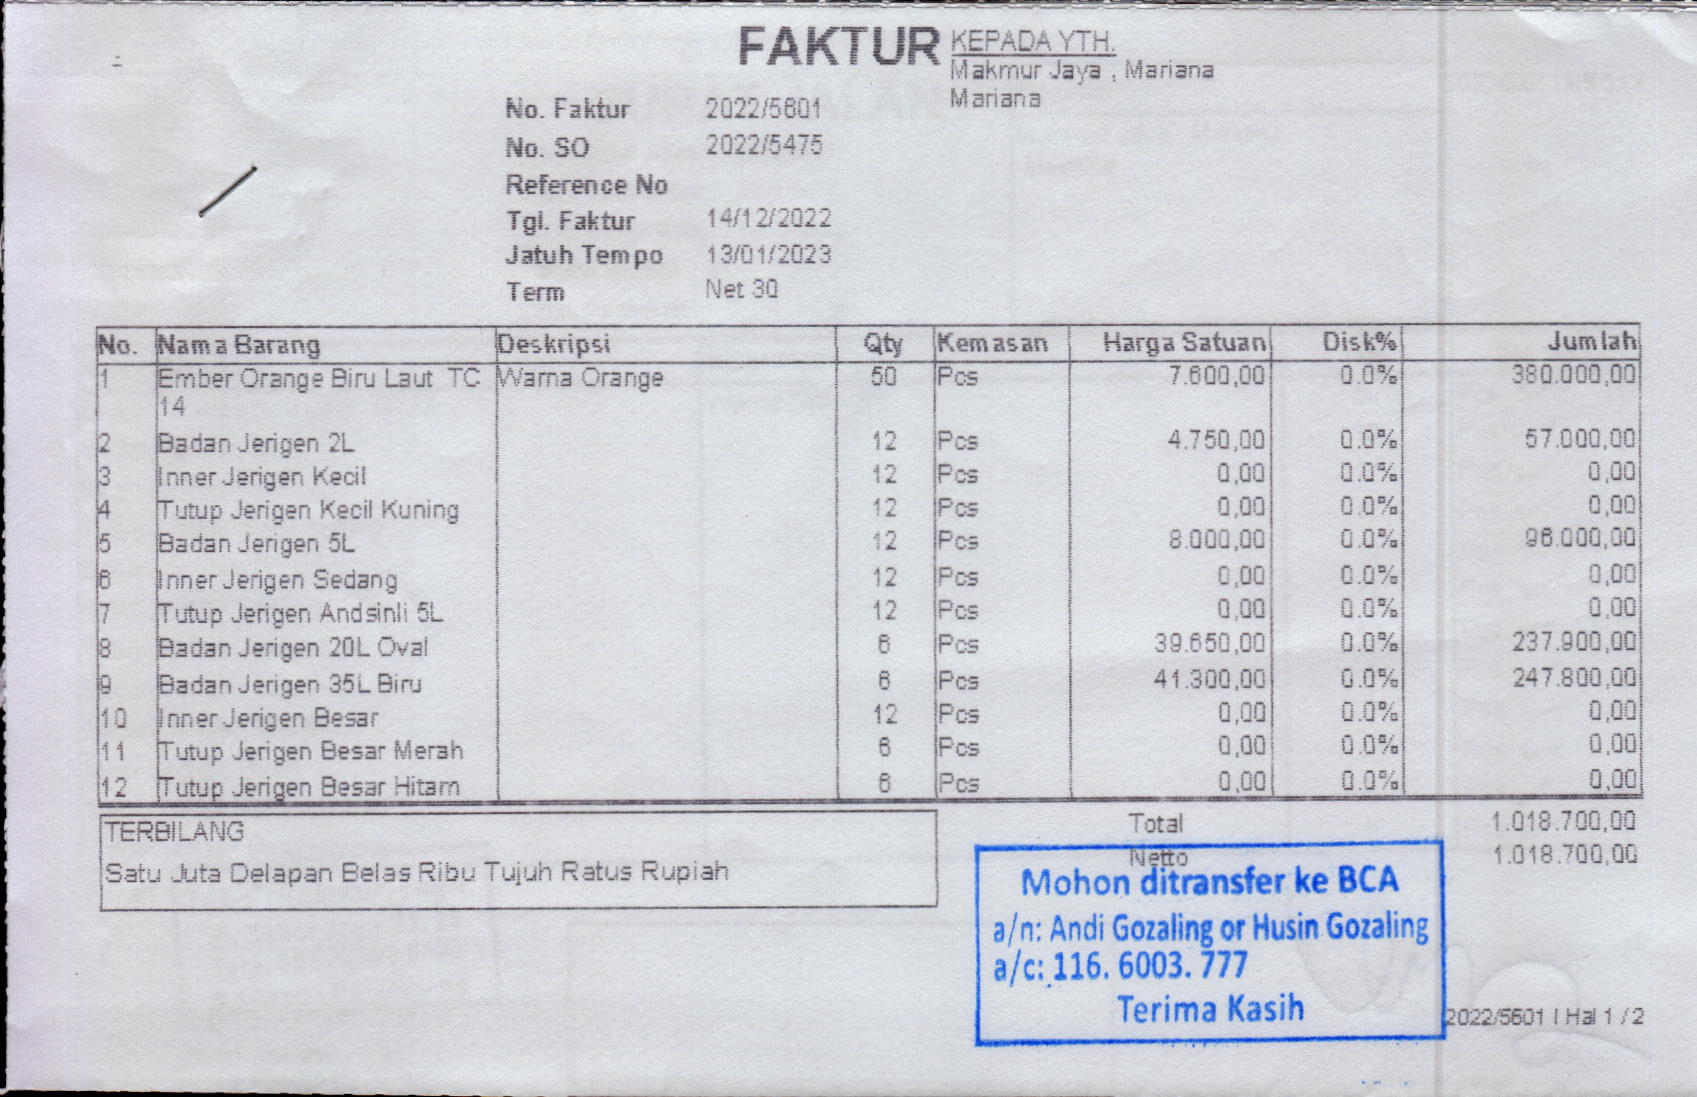 FAKTUR
KEPADA YTH.
Makmur Jaya , Mariana
Mariana
No. Faktur 2022/5601
No. SO 2022/5475
Reference No
Tgl. Faktur 14/12/2022
Jatuh Tempo 13/01/2023
Term Net 30
No. Nama Barang Deskripsi Qty Kemasan Harga Satuan Disk% Jumlah
1 Ember Orange Biru Laut TC Warna Orange 50 Pcs 7.600,00 0.0% 380.000,00
14
2 Badan Jerigen 2L 12 Pcs 4.750,00 0.0% 57.000,00
3 Inner Jerigen Kecil 12 Pcs 0,00 0.0% 0,00
4 Tutup Jerigen Kecil Kuning 12 Pcs 0,00 0.0% 0,00
5 Badan Jerigen 5L 12 Pcs 8.000,00 0.0% 96.000,00
6 Inner Jerigen Sedang 12 Pcs 0,00 0.0% 0,00
7 Tutup Jerigen Andsinli 5L 12 Pcs 0,00 0.0% 0,00
8 Badan Jerigen 20L Oval 6 Pcs 39.650,00 0.0% 237.900,00
9 Badan Jerigen 35L Biru 6 Pcs 41.300,00 0.0% 247.800,00
10 Inner Jerigen Besar 12 Pcs 0,00 0.0% 0,00
11 Tutup Jerigen Besar Merah 6 Pcs 0,00 0.0% 0,00
12 Tutup Jerigen Besar Hitam 6 Pcs 0,00 0.0% 0,00
TERBILANG
Satu Juta Delapan Belas Ribu Tujuh Ratus Rupiah
Total 1.018.700,00
Netto 1.018.700,00
Mohon ditransfer ke BCA
a/n: Andi Gozaling or Husin Gozaling
a/c: 116. 6003. 777
Terima Kasih
2022/5601 | Hal 1 / 2